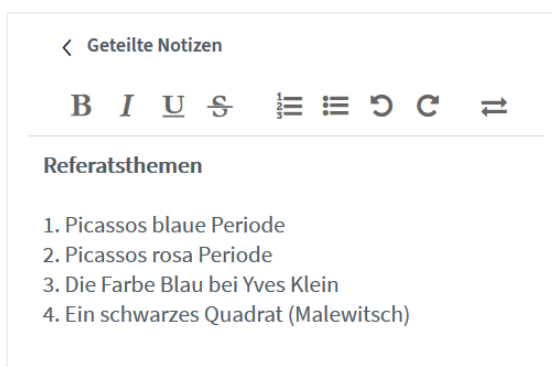 Geteilte Notizen
B I U S
Referatsthemen
1. Picassos blaue Periode
2. Picassos rosa Periode
3. Die Farbe Blau bei Yves Klein
4. Ein schwarzes Quadrat (Malewitsch)